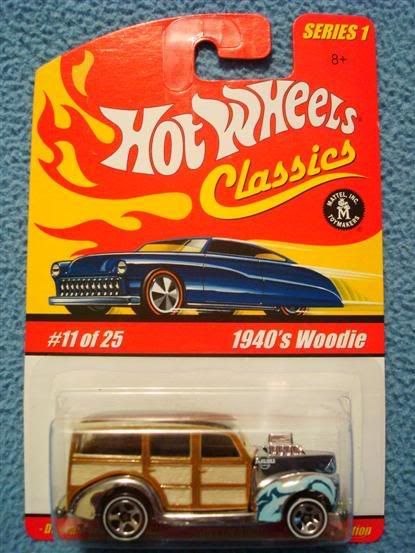 SERIES 1
8+
Hot Wheels
Classics
MATTEL, INC.
M
TOYMAKERS
#11 of 25
1940's Woodie